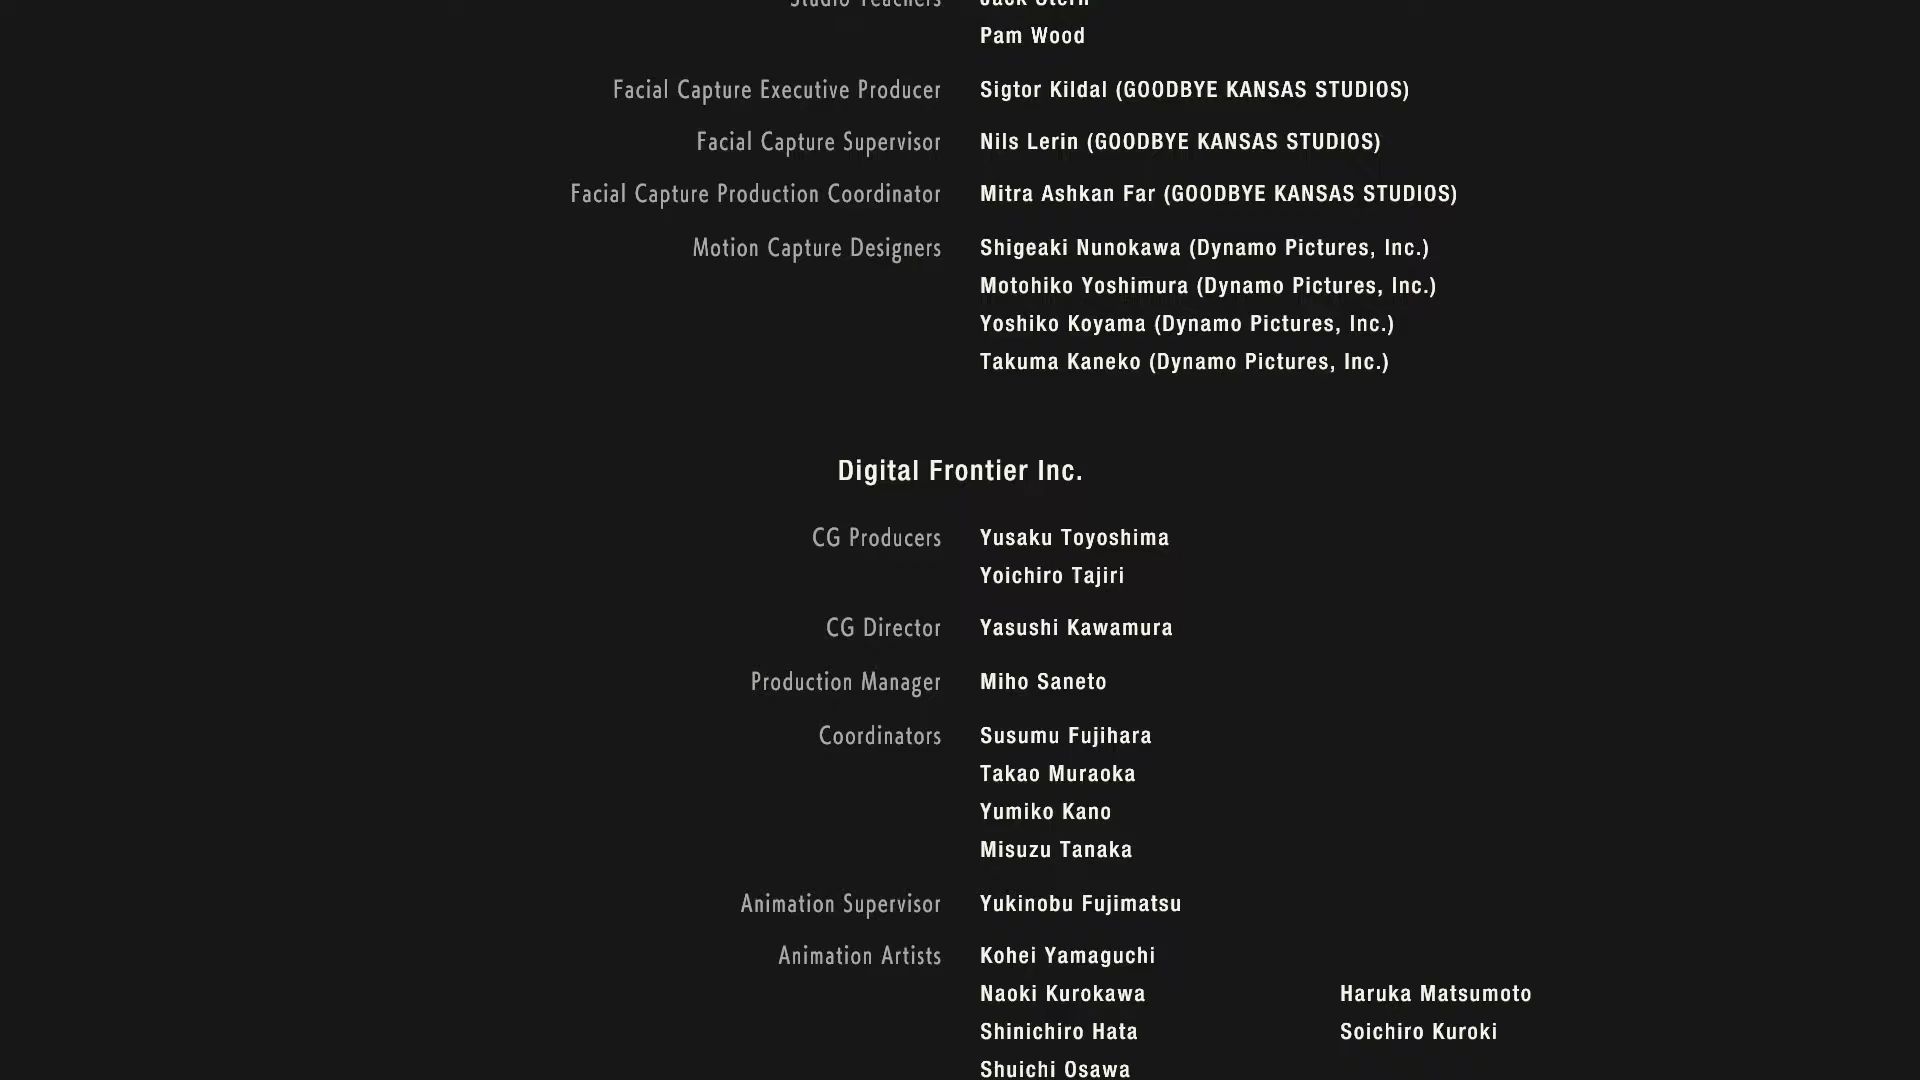 Studio Teachers Jack Stern
Pam Wood
Facial Capture Executive Producer Sigtor Kildal (GOODBYE KANSAS STUDIOS)
Facial Capture Supervisor Nils Lerin (GOODBYE KANSAS STUDIOS)
Facial Capture Production Coordinator Mitra Ashkan Far (GOODBYE KANSAS STUDIOS)
Motion Capture Designers Shigeaki Nunokawa (Dynamo Pictures, Inc.)
Motohiko Yoshimura (Dynamo Pictures, Inc.)
Yoshiko Koyama (Dynamo Pictures, Inc.)
Takuma Kaneko (Dynamo Pictures, Inc.)
Digital Frontier Inc.
CG Producers Yusaku Toyoshima
Yoichiro Tajiri
CG Director Yasushi Kawamura
Production Manager Miho Saneto
Coordinators Susumu Fujihara
Takao Muraoka
Yumiko Kano
Misuzu Tanaka
Animation Supervisor Yukinobu Fujimatsu
Animation Artists Kohei Yamaguchi
Naoki Kurokawa Haruka Matsumoto
Shinichiro Hata Soichiro Kuroki
Shuichi Osawa